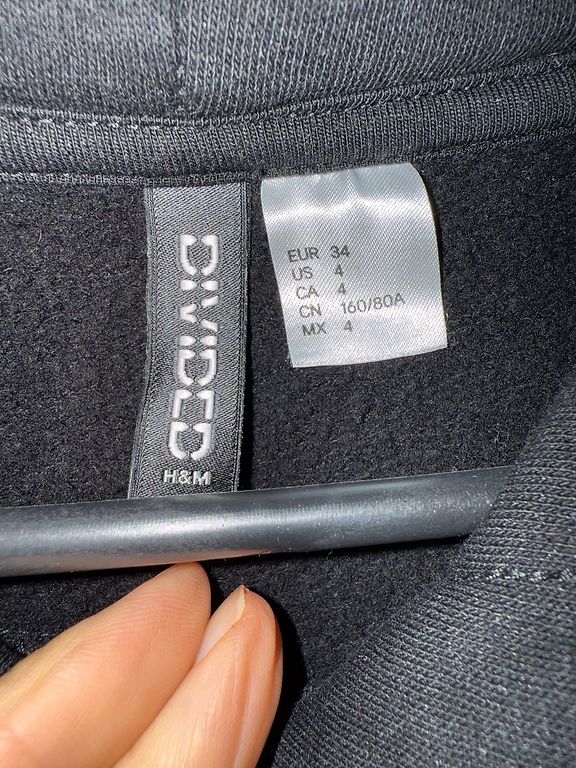 DIVIDED
H&M
EUR 34
US 4
CA 4
CN 160/80A
MX 4